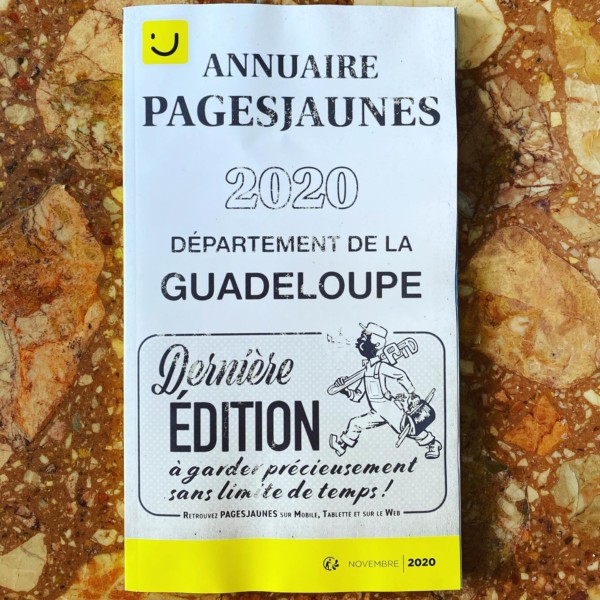 ANNUAIRE
PAGESJAUNES
2020
DÉPARTEMENT DE LA
GUADELOUPE
Dernière
ÉDITION
à garder précieusement
sans limite de temps !
RETROUVEZ PAGESJAUNES SUR MOBILE, TABLETTE ET SUR LE WEB
NOVEMBRE | 2020